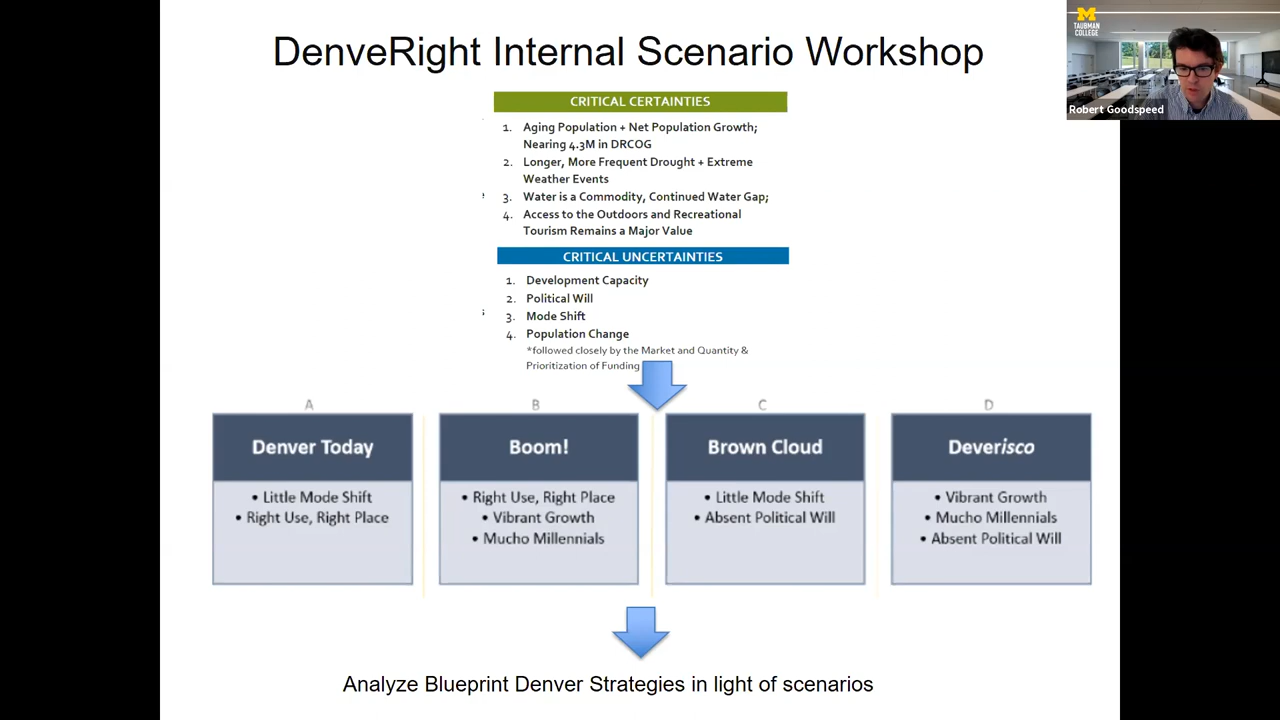 DenveRight Internal Scenario Workshop
M
TAUBMAN
COLLEGE
Robert Goodspeed
CRITICAL CERTAINTIES
1. Aging Population + Net Population Growth;
Nearing 4.3M in DRCOG
2. Longer, More Frequent Drought + Extreme
Weather Events
3. Water is a Commodity, Continued Water Gap;
4. Access to the Outdoors and Recreational
Tourism Remains a Major Value
CRITICAL UNCERTAINTIES
1. Development Capacity
2. Political Will
3. Mode Shift
4. Population Change
*followed closely by the Market and Quantity &
Prioritization of Funding
A
B
C
D
Denver Today
• Little Mode Shift
• Right Use, Right Place
Boom!
• Right Use, Right Place
• Vibrant Growth
• Mucho Millennials
Brown Cloud
• Little Mode Shift
• Absent Political Will
Deverisco
• Vibrant Growth
• Mucho Millennials
• Absent Political Will
Analyze Blueprint Denver Strategies in light of scenarios